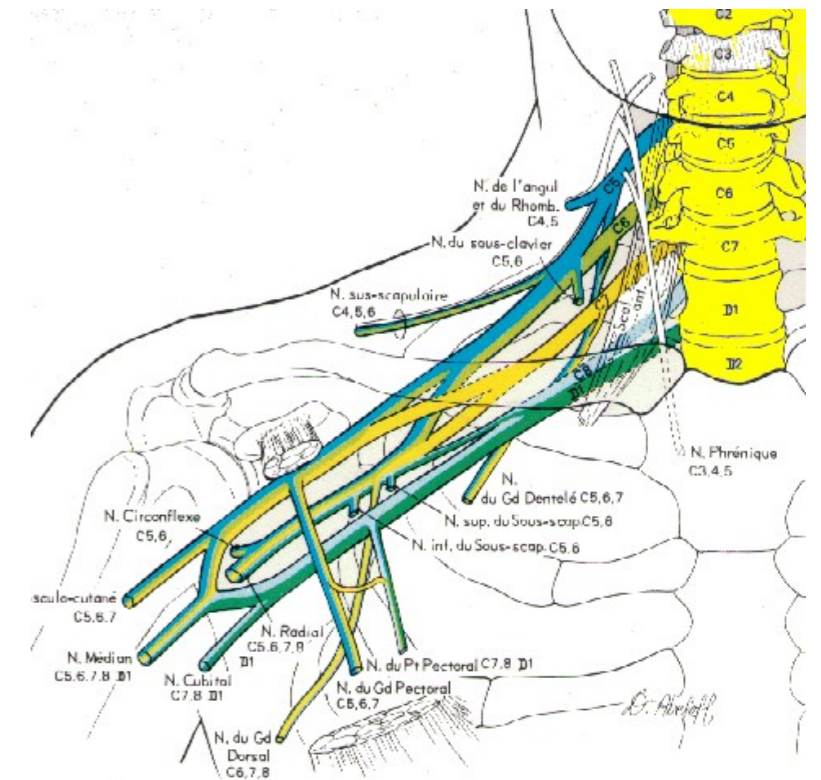 C2
C3
C4
C5
C6
C7
D1
D2
C5
C6
C7
C8
D1
Scal. ant.
N. de l'angul
et du Rhomb.
C4,5
N. du sous-clavier
C5,6
N. sus-scapulaire
C4,5,6
N. Phrénique
C3,4,5
N.
du Gd Dentelé C5,6,7
N. sup. du Sous-scap. C5,6
N. inf. du Sous-scap. C5,6
N. Circonflexe
C5,6
sculo-cutané
C5,6,7
N. Médian
C5,6,7,8 D1
N. Cubital
C7,8 D1
N. Radial
C5,6,7,8
D1
N. du Pt Pectoral C7,8 D1
N. du Gd Pectoral
C5,6,7
N. du Gd
Dorsal
C6,7,8